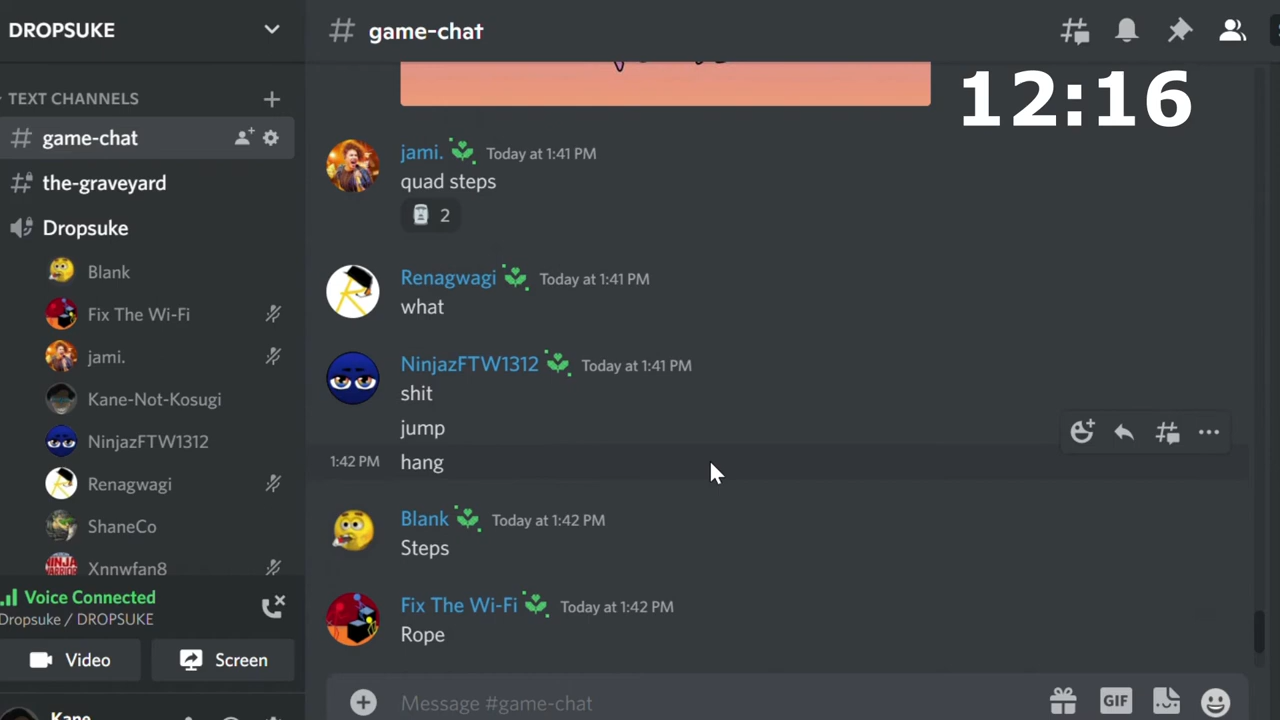 DROPSUKE
TEXT CHANNELS
game-chat
the-graveyard
Dropsuke
Blank
Fix The Wi-Fi
jami.
Kane-Not-Kosugi
NinjazFTW1312
Renagwagi
ShaneCo
Xnnwfan8
Voice Connected
Dropsuke / DROPSUKE
Video
Screen
Kane
# game-chat
12:16
jami. Today at 1:41 PM
quad steps
2
Renagwagi Today at 1:41 PM
what
NinjazFTW1312 Today at 1:41 PM
shit
jump
1:42 PM hang
Blank Today at 1:42 PM
Steps
Fix The Wi-Fi Today at 1:42 PM
Rope
Message #game-chat
GIF